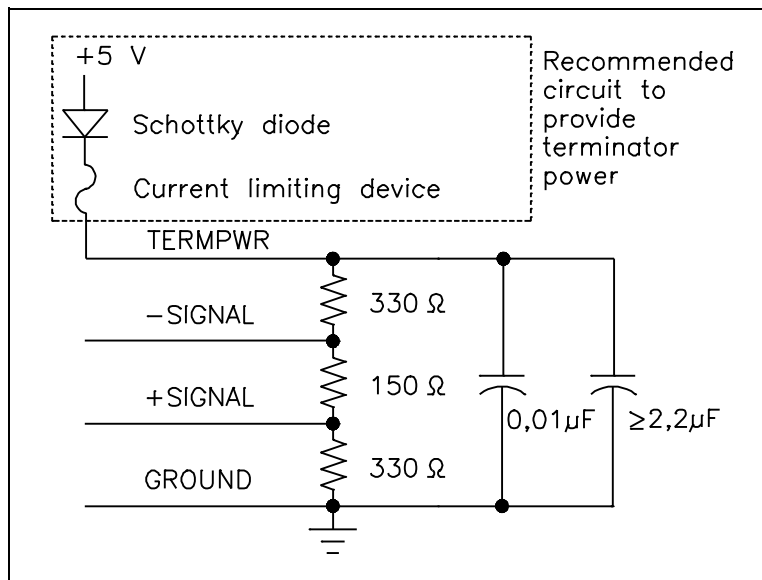 +5 V
Schottky diode
Current limiting device
Recommended
circuit to
provide
terminator
power
TERMPWR
330 Ω
−SIGNAL
150 Ω
+SIGNAL
0,01µF
≥2,2µF
330 Ω
GROUND